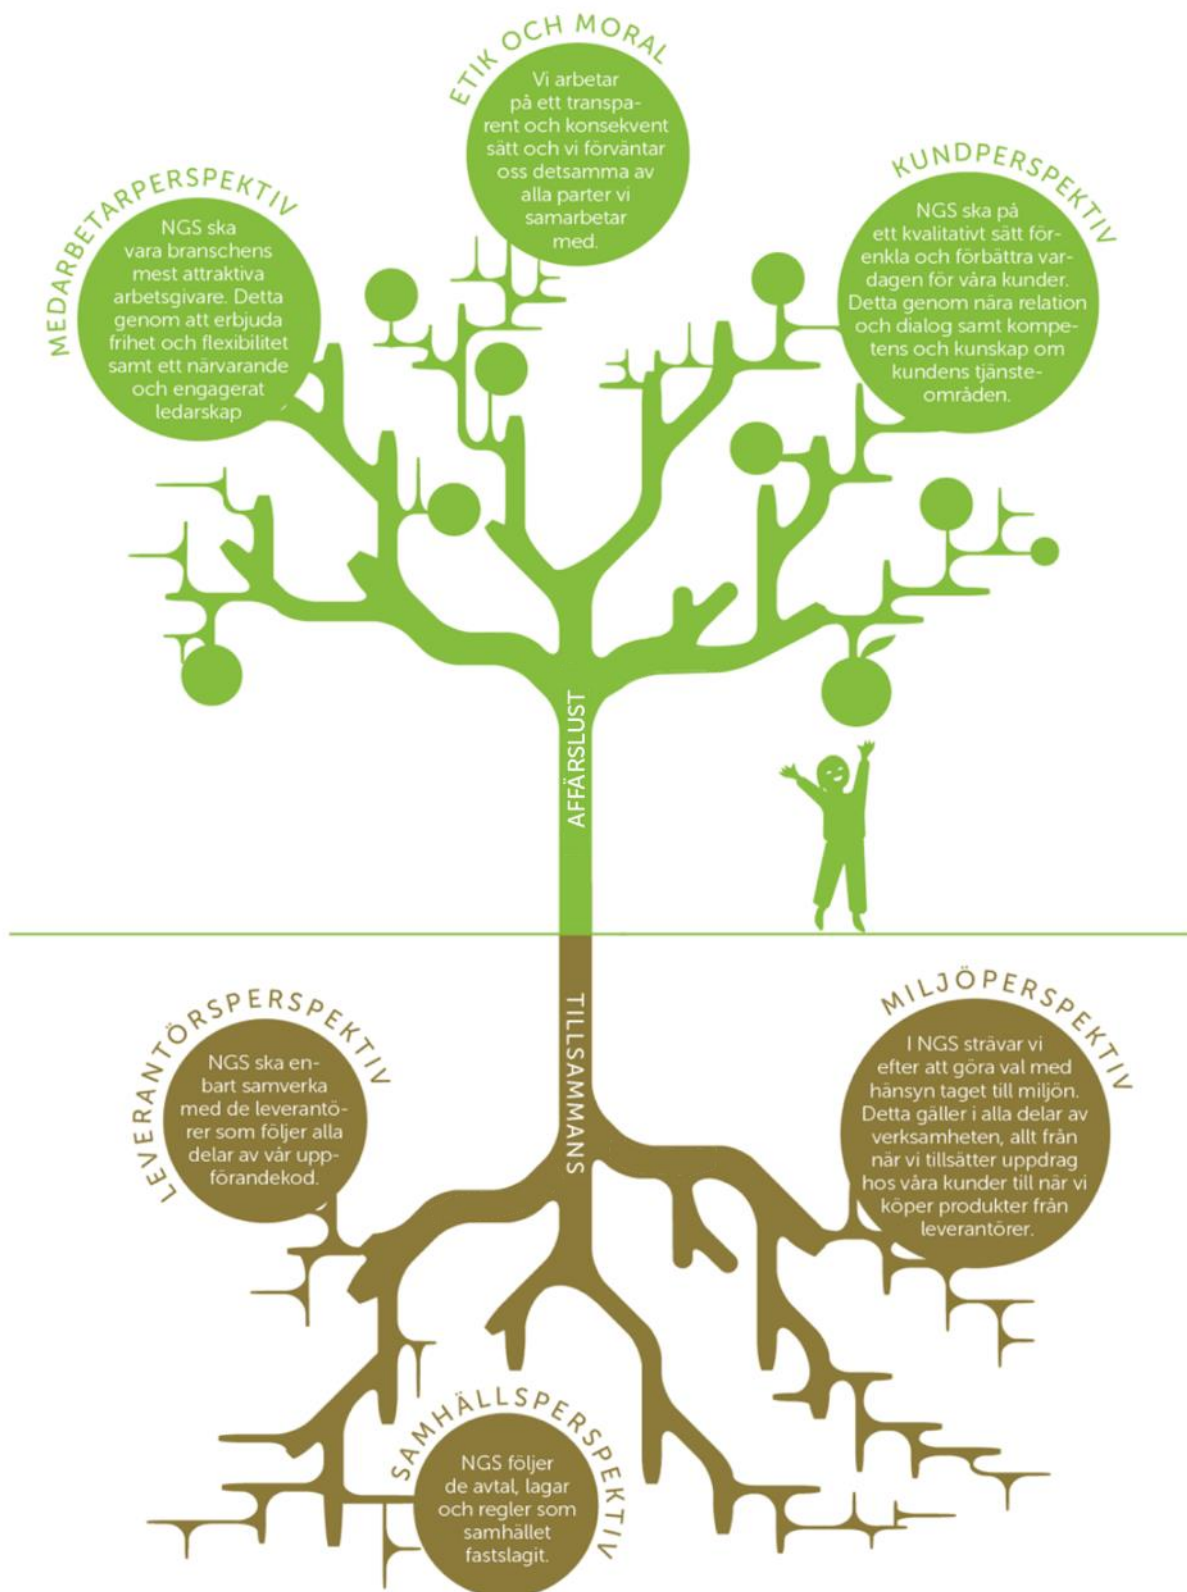 ETIK OCH MORAL
Vi arbetar
på ett transpa-
rent och konsekvent
sätt och vi förväntar
oss detsamma av
alla parter vi
samarbetar
med.
MEDARBETARPERSPEKTIV
NGS ska
vara branschens
mest attraktiva
arbetsgivare. Detta
genom att erbjuda
frihet och flexibilitet
samt ett närvarande
och engagerat
ledarskap
KUNDPERSPEKTIV
NGS ska på
ett kvalitativt sätt för-
enkla och förbättra var-
dagen för våra kunder.
Detta genom nära relation
och dialog samt kompe-
tens och kunskap om
kundens tjänste-
områden.
AFFÄRSLUST
TILLSAMMANS
LEVERANTÖRSPERSPEKTIV
NGS ska en-
bart samverka
med de leverantö-
rer som följer alla
delar av vår upp-
förandekod.
MILJÖPERSPEKTIV
I NGS strävar vi
efter att göra val med
hänsyn taget till miljön.
Detta gäller i alla delar av
verksamheten, allt från
när vi tillsätter uppdrag
hos våra kunder till när vi
köper produkter från
leverantörer.
SAMHÄLLSPERSPEKTIV
NGS följer
de avtal, lagar
och regler som
samhället
fastslagit.